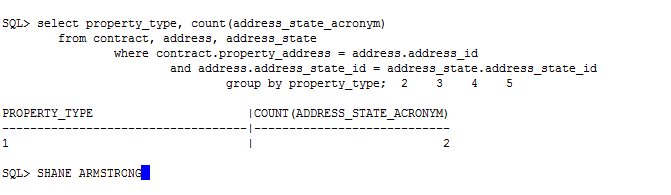 SQL> select property_type, count(address_state_acronym)
from contract, address, address_state
where contract.property_address = address.address_id
and address.address_state_id = address_state.address_state_id
group by property_type;  2    3    4    5
PROPERTY_TYPE |COUNT(ADDRESS_STATE_ACRONYM)
-----------------------------------|----------------------------
1 | 2
SQL> SHANE ARMSTRONG